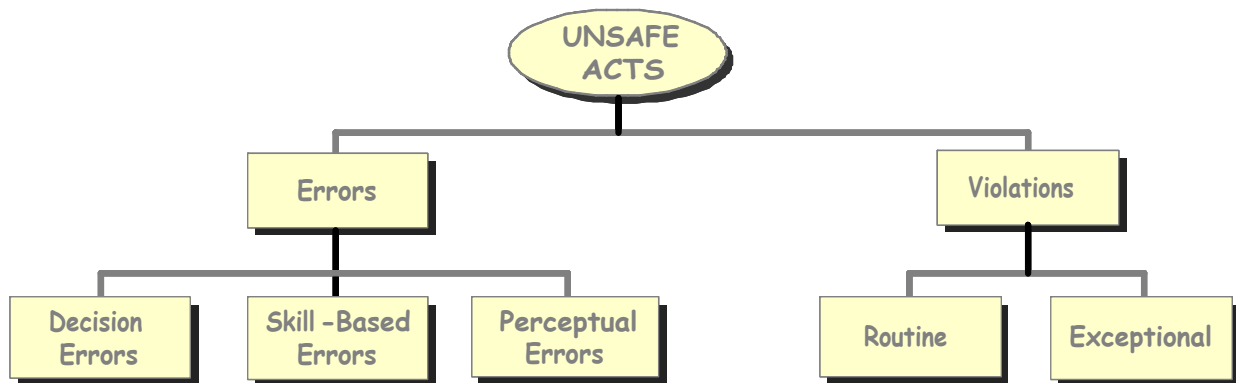 UNSAFE
ACTS
Errors
Violations
Decision
Errors
Skill -Based
Errors
Perceptual
Errors
Routine
Exceptional